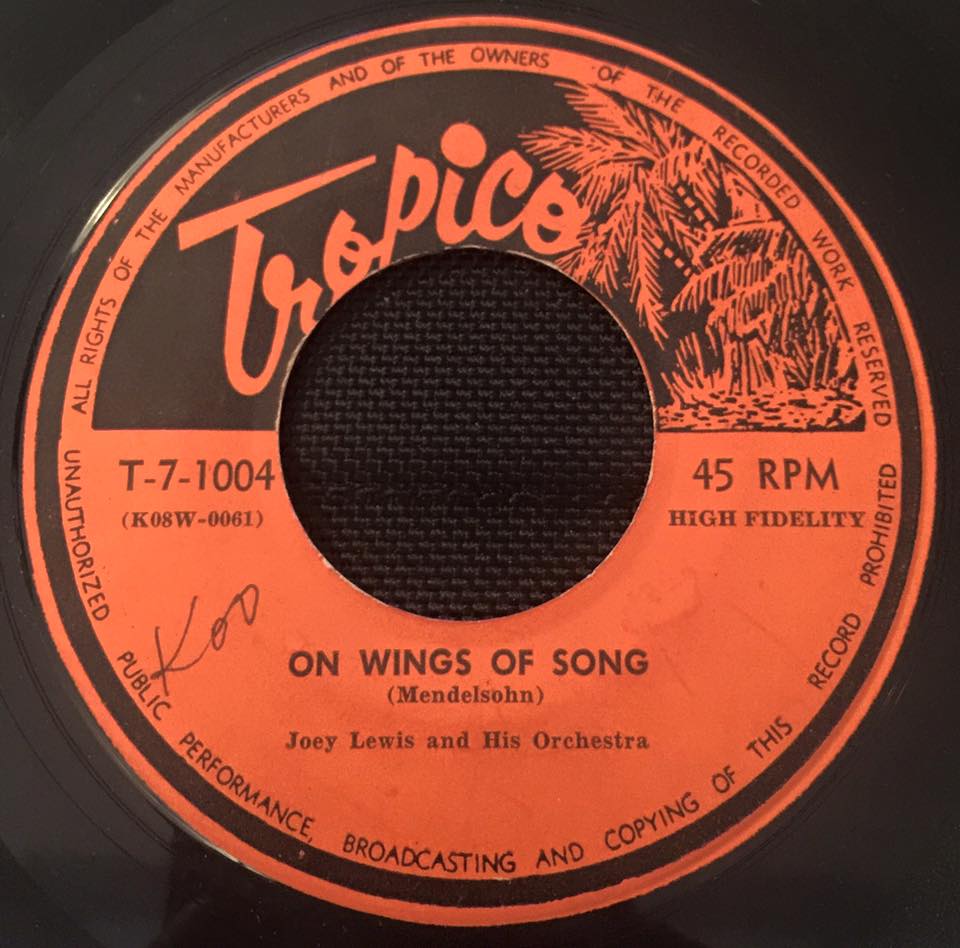 ALL RIGHTS OF THE MANUFACTURERS AND OF THE OWNERS OF THE RECORDED WORK RESERVED
Tropico
T-7-1004
(K08W-0061)
45 RPM
HIGH FIDELITY
Koo
ON WINGS OF SONG
(Mendelsohn)
Joey Lewis and His Orchestra
UNAUTHORIZED PUBLIC PERFORMANCE, BROADCASTING AND COPYING OF THIS RECORD PROHIBITED